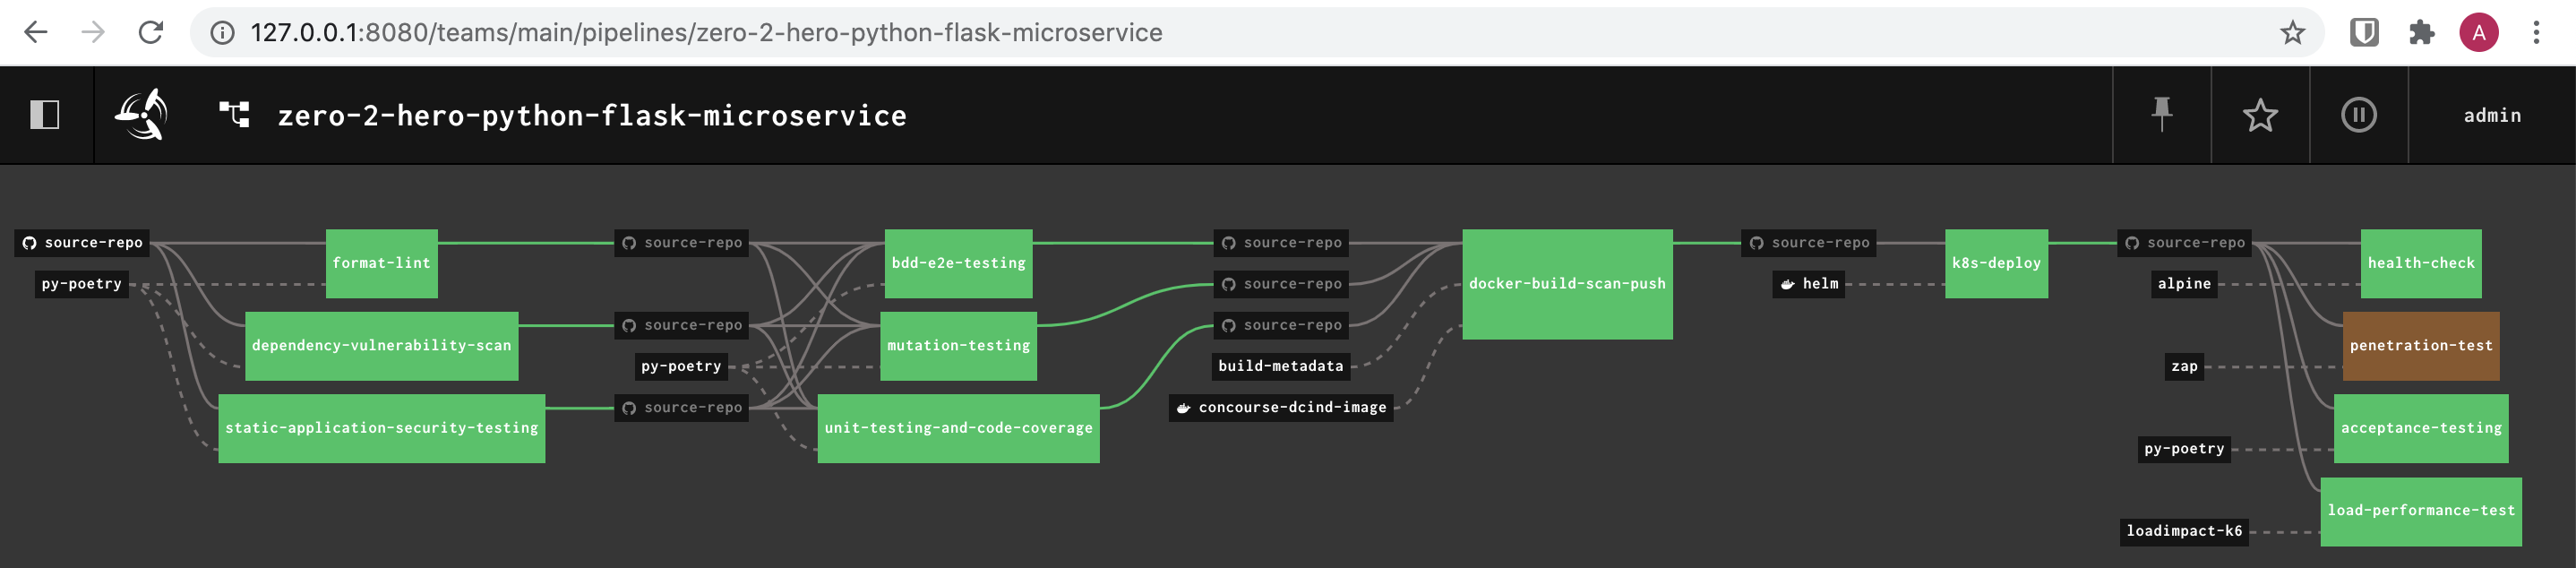 127.0.0.1:8080/teams/main/pipelines/zero-2-hero-python-flask-microservice
A
zero-2-hero-python-flask-microservice
admin
source-repo
py-poetry
format-lint
dependency-vulnerability-scan
static-application-security-testing
source-repo
source-repo
py-poetry
source-repo
bdd-e2e-testing
mutation-testing
unit-testing-and-code-coverage
source-repo
source-repo
source-repo
build-metadata
concourse-dcind-image
docker-build-scan-push
source-repo
helm
k8s-deploy
source-repo
alpine
zap
py-poetry
loadimpact-k6
health-check
penetration-test
acceptance-testing
load-performance-test